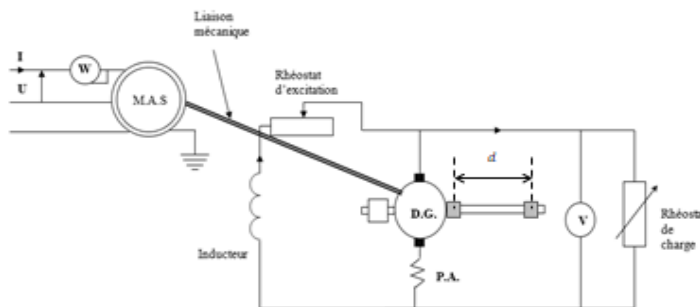 Liaison
mécanique
I
W
U
M.A.S
Rhéostat
d'excitation
d
D.G.
V
Rhéosta
de
charge
Inducteur
P.A.